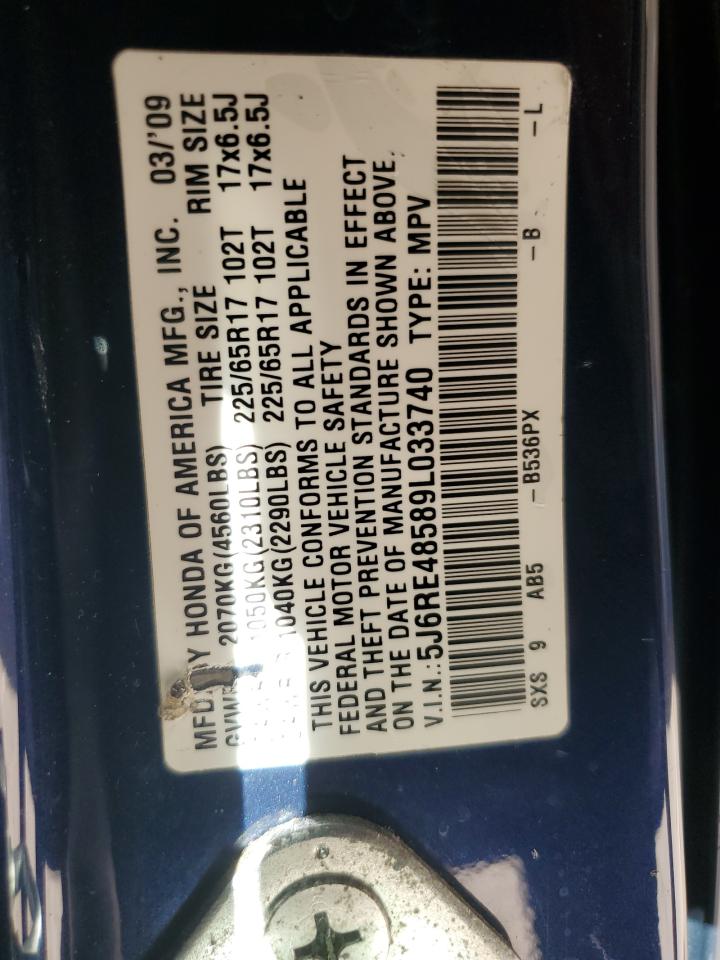 MFD BY HONDA OF AMERICA MFG., INC. 03/'09
2070KG(4560LBS) TIRE SIZE RIM SIZE
1050KG(2310LBS) 225/65R17 102T 17x6.5J
1040KG(2290LBS) 225/65R17 102T 17x6.5J
THIS VEHICLE CONFORMS TO ALL APPLICABLE
FEDERAL MOTOR VEHICLE SAFETY
AND THEFT PREVENTION STANDARDS IN EFFECT
ON THE DATE OF MANUFACTURE SHOWN ABOVE.
V.I.N.:5J6RE48589L033740 TYPE: MPV
SXS 9 AB5 -B536PX -B -L